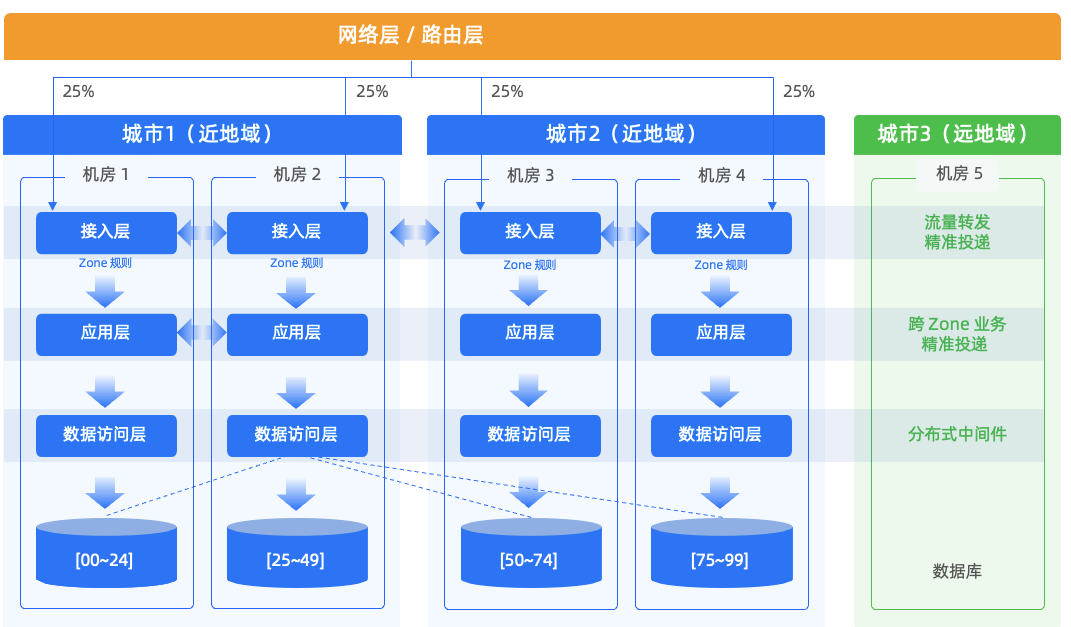 网络层 / 路由层
25%
25%
25%
25%
城市1（近地域）
城市2（近地域）
城市3（远地域）
机房 1
机房 2
机房 3
机房 4
机房 5
接入层
接入层
接入层
接入层
流量转发
精准投递
Zone 规则
Zone 规则
Zone 规则
Zone 规则
应用层
应用层
应用层
应用层
跨 Zone 业务
精准投递
数据访问层
数据访问层
数据访问层
数据访问层
分布式中间件
[00~24]
[25~49]
[50~74]
[75~99]
数据库